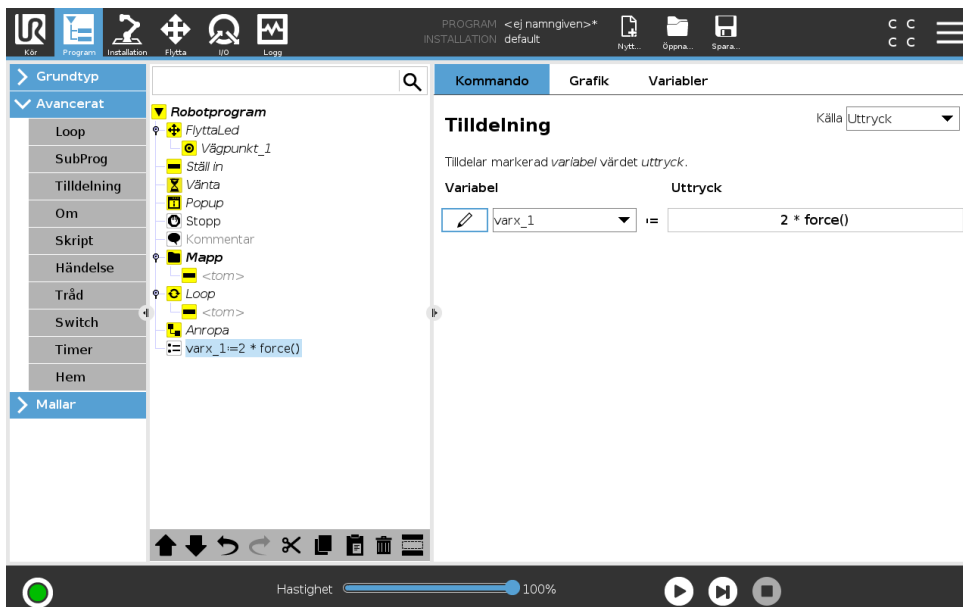 UR
Kör
Program
Installation
Flytta
I/O
Logg
PROGRAM <ej namngiven>*
INSTALLATION default
Nytt...
Öppna...
Spara...
C C
C C
Grundtyp
Avancerat
Loop
SubProg
Tilldelning
Om
Skript
Händelse
Tråd
Switch
Timer
Hem
Mallar
Robotprogram
FlyttaLed
Vägpunkt_1
Ställ in
Vänta
Popup
Stopp
Kommentar
Mapp
<tom>
Loop
<tom>
Anropa
varx_1:=2 * force()
Kommando Grafik Variabler
Tilldelning
Källa Uttryck
Tilldelar markerad variabel värdet uttryck.
Variabel Uttryck
varx_1 := 2 * force()
Hastighet 100%